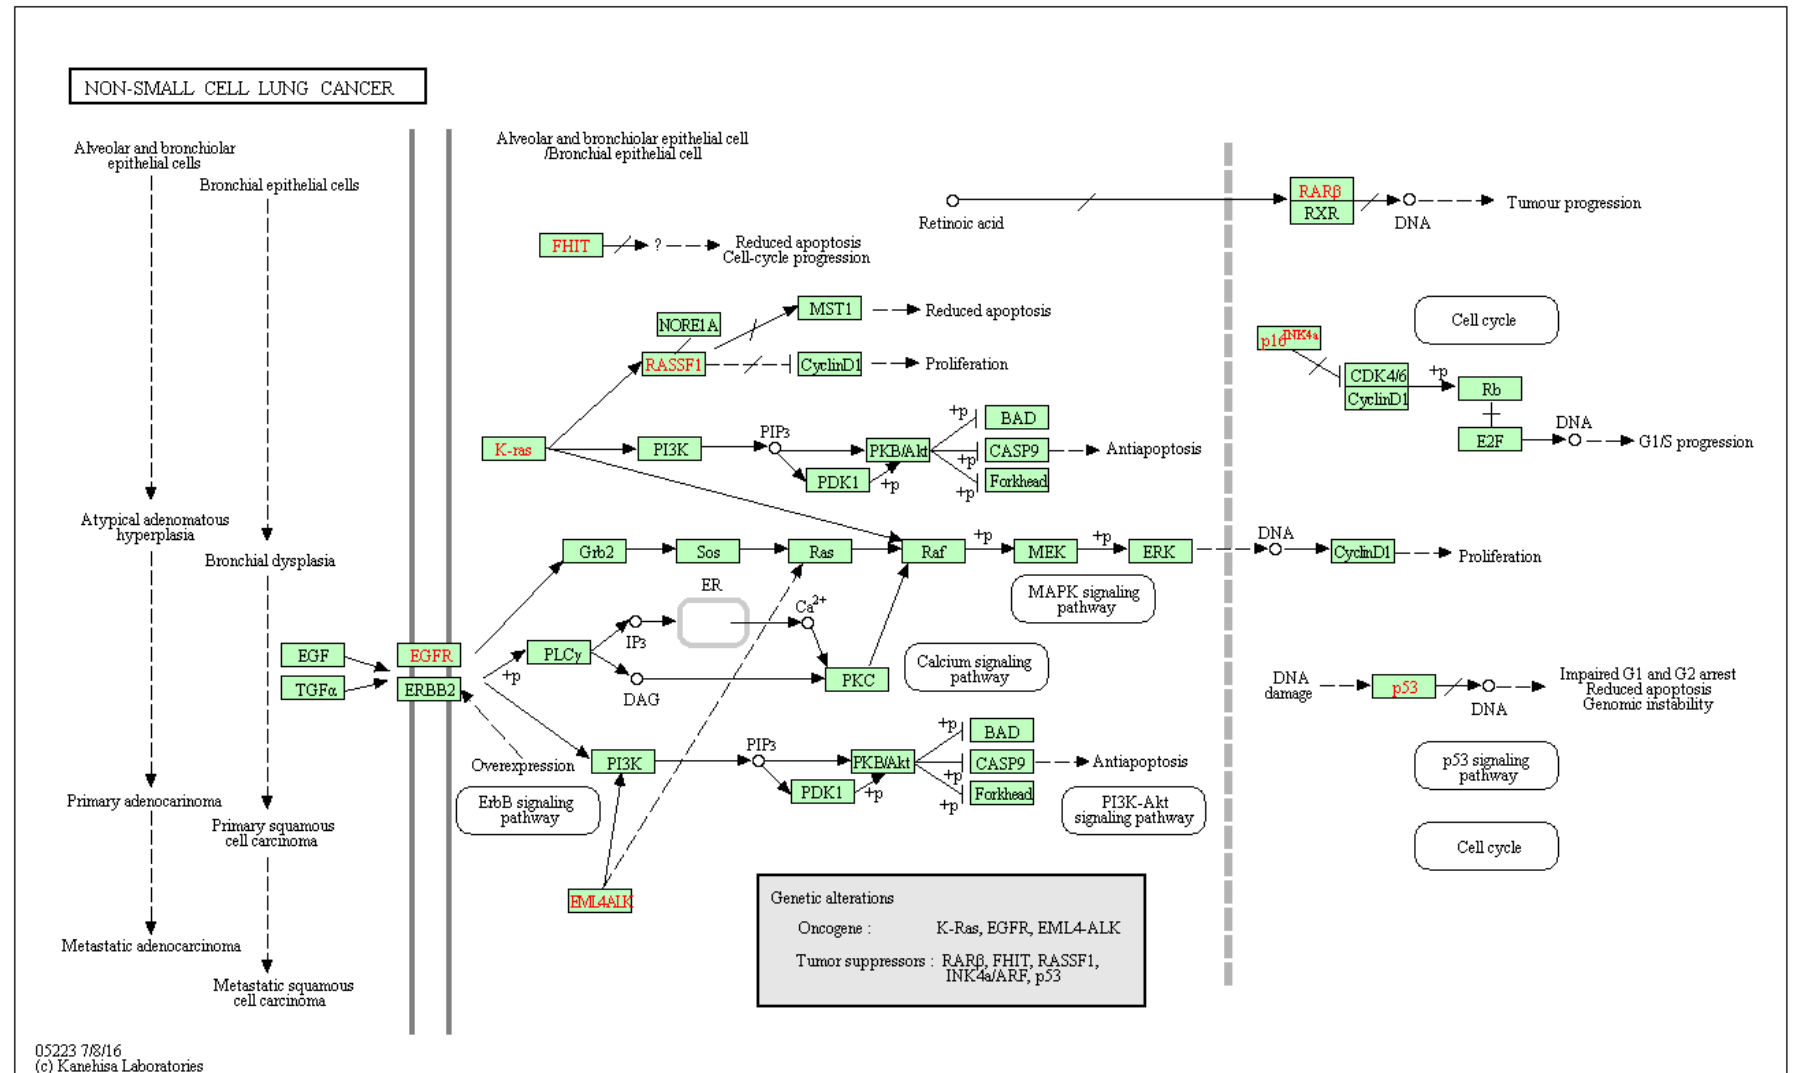 NON-SMALL CELL LUNG CANCER
Alveolar and bronchiolar
epithelial cells
Bronchial epithelial cells
Alveolar and bronchiolar epithelial cell
/Bronchial epithelial cell
Retinoic acid
RARβ
RXR
DNA
Tumour progression
FHIT
?
Reduced apoptosis
Cell-cycle progression
NORE1A
MST1
Reduced apoptosis
RASSF1
CyclinD1
Proliferation
Cell cycle
p16INK4a
CDK4/6
CyclinD1
+p
Rb
E2F
DNA
G1/S progression
K-ras
PI3K
PIP3
PKB/Akt
PDK1
+p
+p
+p
+p
BAD
CASP9
Forkhead
Antiapoptosis
Atypical adenomatous
hyperplasia
Bronchial dysplasia
Grb2
Sos
Ras
Raf
+p
MEK
+p
ERK
DNA
CyclinD1
Proliferation
MAPK signaling
pathway
ER
Ca2+
IP3
EGF
TGFα
EGFR
ERBB2
+p
PLCγ
DAG
PKC
Calcium signaling
pathway
DNA
damage
p53
DNA
Impaired G1 and G2 arrest
Reduced apoptosis
Genomic instability
Overexpression
PI3K
PIP3
PKB/Akt
PDK1
+p
+p
+p
+p
BAD
CASP9
Forkhead
Antiapoptosis
p53 signaling
pathway
ErbB signaling
pathway
PI3K-Akt
signaling pathway
Cell cycle
Primary adenocarinoma
Primary squamous
cell carcinoma
EML4ALK
Genetic alterations
Oncogene : K-Ras, EGFR, EML4-ALK
Tumor suppressors : RARβ, FHIT, RASSF1,
INK4a/ARF, p53
Metastatic adenocarcinoma
Metastatic squamous
cell carcinoma
05223 7/8/16
(c) Kanehisa Laboratories